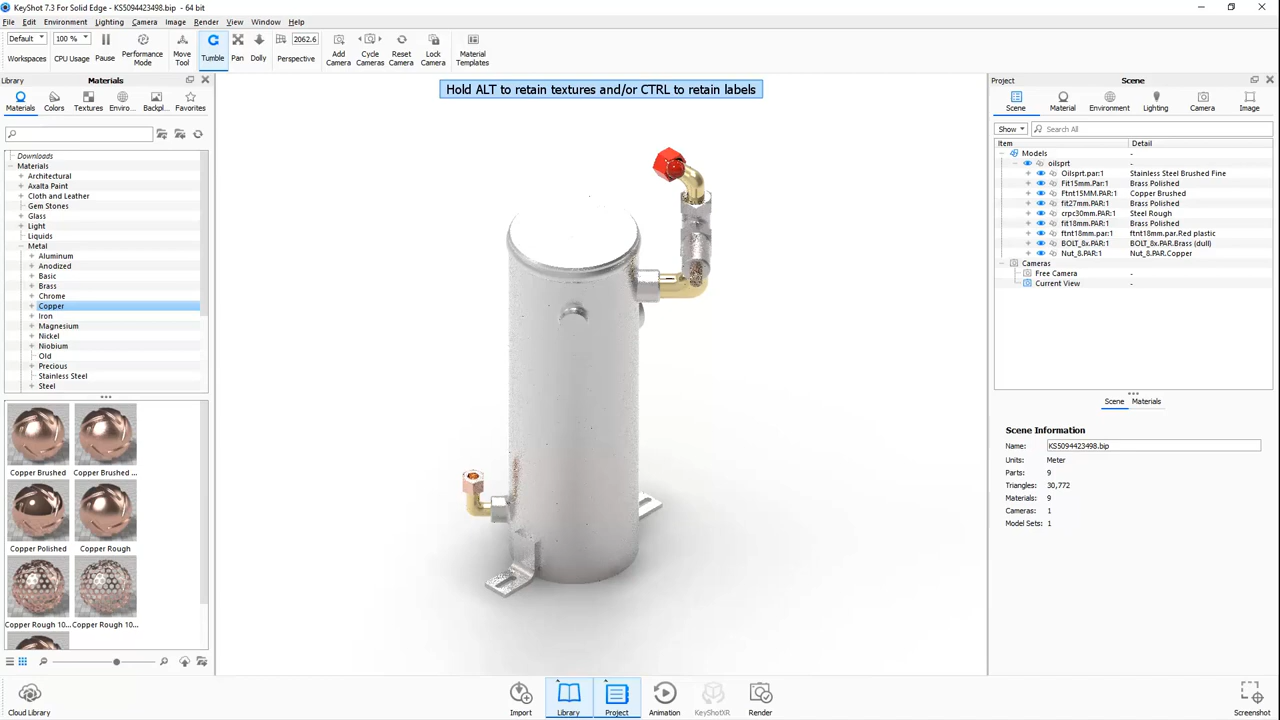 KeyShot 7.3 For Solid Edge - KS5094423498.bip - 64 bit
File Edit Environment Lighting Camera Image Render View Window Help
Default 100 % 2062.6
Workspaces CPU Usage Pause Performance Mode Move Tool Tumble Pan Dolly Perspective Add Camera Cycle Cameras Reset Camera Lock Camera Material Templates
Library Materials
Materials Colors Textures Enviro... Backpl... Favorites
Downloads
Materials
Architectural
Axalta Paint
Cloth and Leather
Gem Stones
Glass
Light
Liquids
Metal
Aluminum
Anodized
Basic
Brass
Chrome
Copper
Iron
Magnesium
Nickel
Niobium
Old
Precious
Stainless Steel
Steel
Copper Brushed Copper Brushed ...
Copper Polished Copper Rough
Copper Rough 10... Copper Rough 10...
Hold ALT to retain textures and/or CTRL to retain labels
Project Scene
Scene Material Environment Lighting Camera Image
Show Search All
Item Detail
Models -
oilsprt -
Oilsprt.par:1 Stainless Steel Brushed Fine
Fit15mm.Par:1 Brass Polished
Ftnt15MM.PAR:1 Copper Brushed
fit27mm.PAR:1 Brass Polished
crpc30mm.PAR:1 Steel Rough
fit18mm.PAR:1 Brass Polished
ftnt18mm.par:1 ftnt18mm.par.Red plastic
BOLT_8x.PAR:1 BOLT_8x.PAR.Brass (dull)
Nut_8.PAR:1 Nut_8.PAR.Copper
Cameras -
Free Camera -
Current View -
Scene Materials
Scene Information
Name: KS5094423498.bip
Units: Meter
Parts: 9
Triangles: 30,772
Materials: 9
Cameras: 1
Model Sets: 1
Cloud Library Import Library Project Animation KeyShotXR Render Screenshot